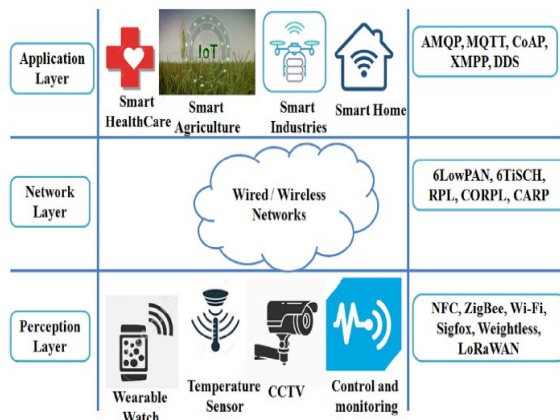 Application
Layer
IoT
Smart
HealthCare
Smart
Agriculture
Smart
Industries
Smart Home
AMQP, MQTT, CoAP,
XMPP, DDS
Network
Layer
Wired / Wireless
Networks
6LowPAN, 6TiSCH,
RPL, CORPL, CARP
Perception
Layer
Wearable
Watch
Temperature
Sensor
CCTV
Control and
monitoring
NFC, ZigBee, Wi-Fi,
Sigfox, Weightless,
LoRaWAN